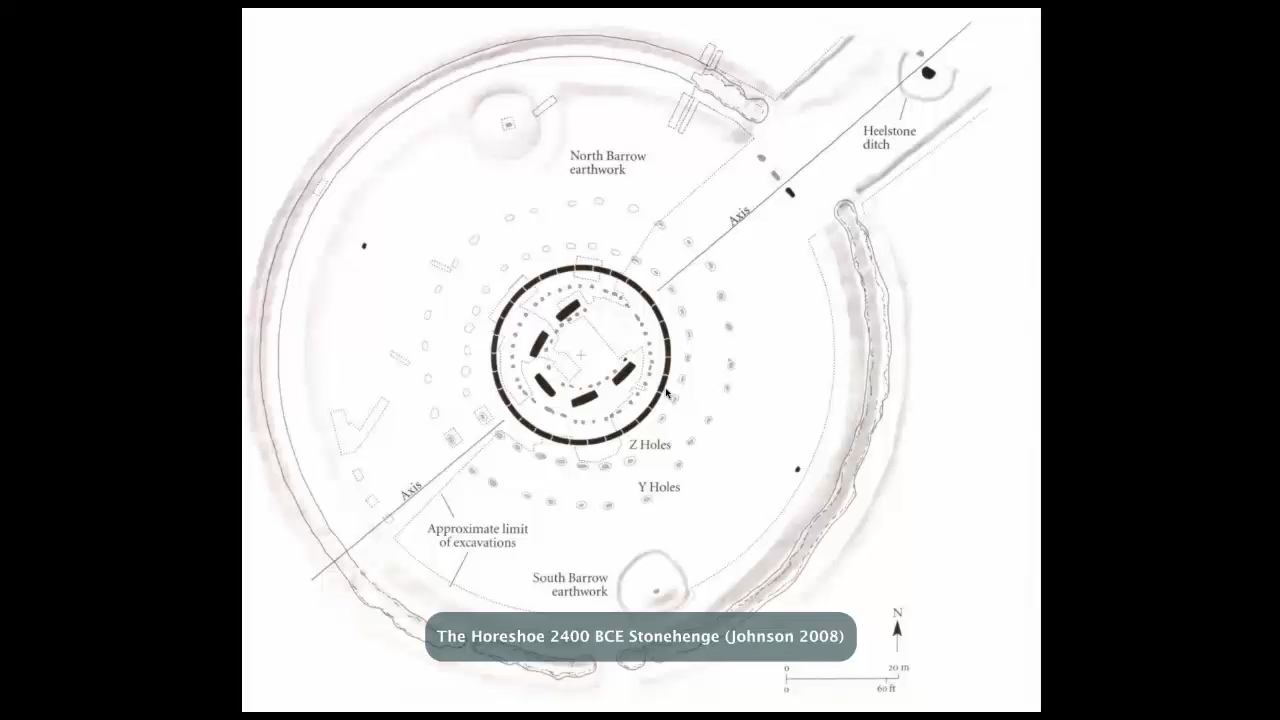 Heelstone
ditch
North Barrow
earthwork
Axis
Z Holes
Y Holes
Axis
Approximate limit
of excavations
South Barrow
earthwork
The Horeshoe 2400 BCE Stonehenge (Johnson 2008)
N
0 20 m
0 60 ft